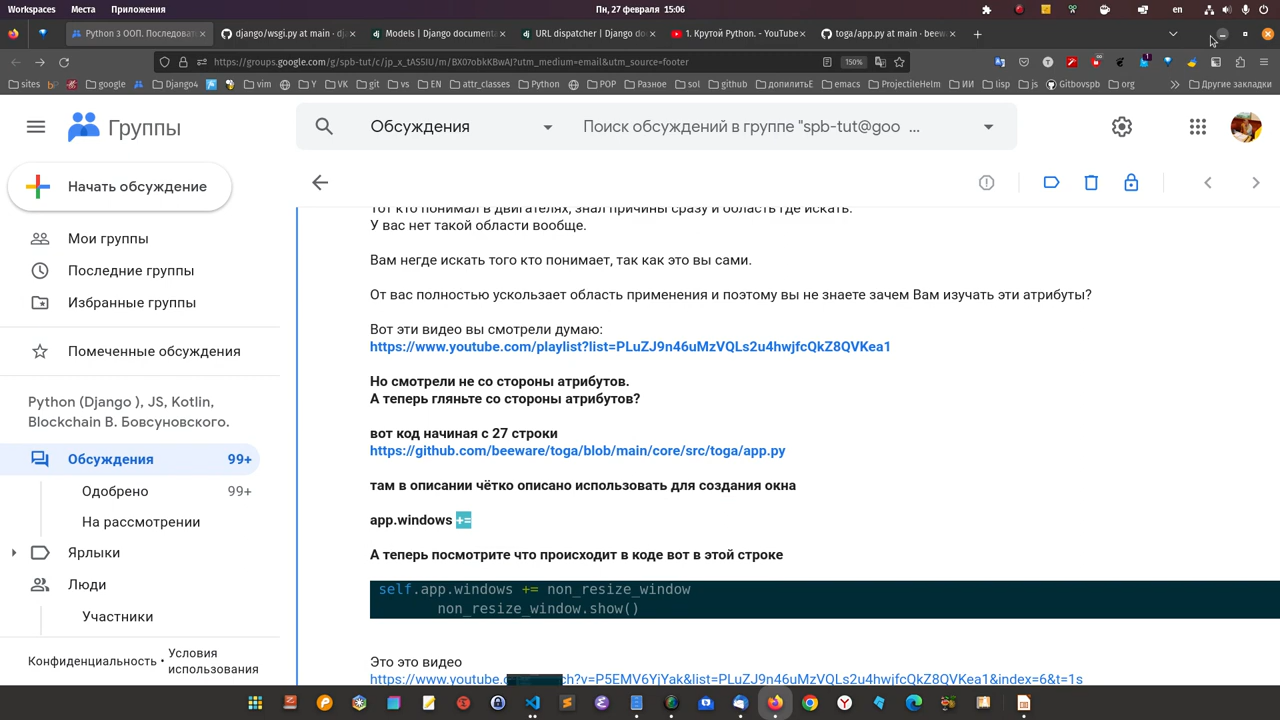 Workspaces Места Приложения Пн, 27 февраля 15:06 en
Python 3 ООП. Последоват django/wsgi.py at main · dja Models | Django documenta URL dispatcher | Django doc 1. Крутой Python. - YouTube toga/app.py at main · beew
https://groups.google.com/g/spb-tut/c/jp_x_tASSIU/m/BX07obkKBwAJ?utm_medium=email&utm_source=footer 150%
sites google Django4 vim Y VK git vs EN attr_classes Python POP Разное sol github допилитьЕ emacs ProjectileHelm ИИ lisp js Gitbovspb org Другие закладки
Группы
Обсуждения
Поиск обсуждений в группе "spb-tut@goo ...
Начать обсуждение
Мои группы
Последние группы
Избранные группы
Помеченные обсуждения
Python (Django ), JS, Kotlin,
Blockchain В. Бовсуновского.
Обсуждения 99+
Одобрено 99+
На рассмотрении
Ярлыки
Люди
Участники
Конфиденциальность • Условия
использования
Тот кто понимал в двигателях, знал причины сразу и область где искать.
У вас нет такой области вообще.
Вам негде искать того кто понимает, так как это вы сами.
От вас полностью ускользает область применения и поэтому вы не знаете зачем Вам изучать эти атрибуты?
Вот эти видео вы смотрели думаю:
https://www.youtube.com/playlist?list=PLuZJ9n46uMzVQLs2u4hwjfcQkZ8QVKea1
Но смотрели не со стороны атрибутов.
А теперь гляньте со стороны атрибутов?
вот код начиная с 27 строки
https://github.com/beeware/toga/blob/main/core/src/toga/app.py
там в описании чётко описано использовать для создания окна
app.windows +=
А теперь посмотрите что происходит в коде вот в этой строке
self.app.windows += non_resize_window
non_resize_window.show()
Это это видео
https://www.youtube.c ch?v=P5EMV6YjYak&list=PLuZJ9n46uMzVQLs2u4hwjfcQkZ8QVKea1&index=6&t=1s